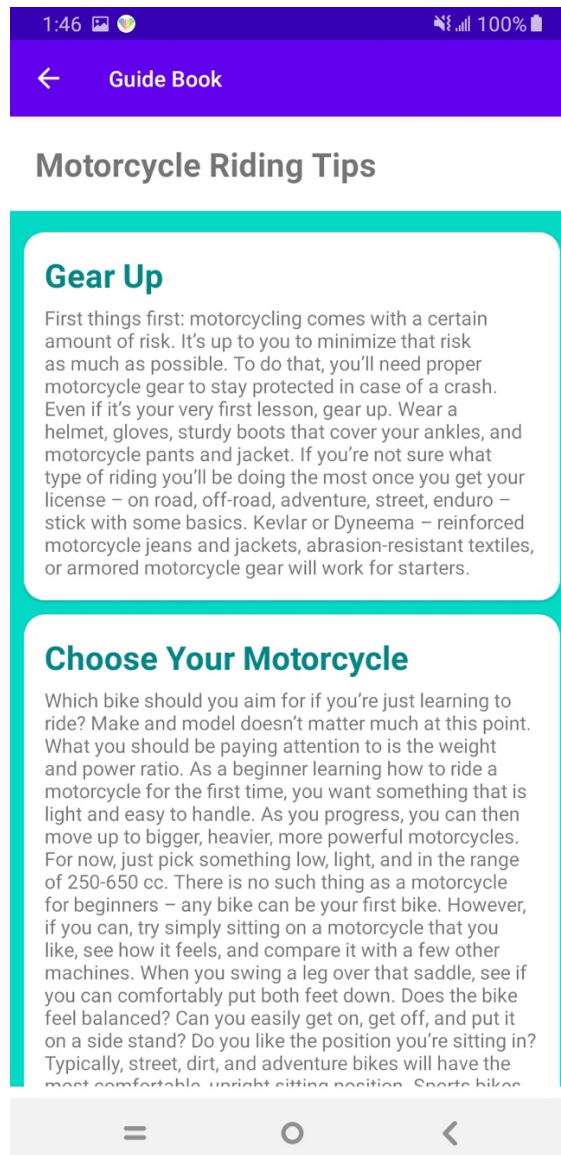 1:46 100%
Guide Book
Motorcycle Riding Tips
Gear Up
First things first: motorcycling comes with a certain
amount of risk. It’s up to you to minimize that risk
as much as possible. To do that, you’ll need proper
motorcycle gear to stay protected in case of a crash.
Even if it’s your very first lesson, gear up. Wear a
helmet, gloves, sturdy boots that cover your ankles, and
motorcycle pants and jacket. If you’re not sure what
type of riding you’ll be doing the most once you get your
license – on road, off-road, adventure, street, enduro –
stick with some basics. Kevlar or Dyneema – reinforced
motorcycle jeans and jackets, abrasion-resistant textiles,
or armored motorcycle gear will work for starters.
Choose Your Motorcycle
Which bike should you aim for if you’re just learning to
ride? Make and model doesn’t matter much at this point.
What you should be paying attention to is the weight
and power ratio. As a beginner learning how to ride a
motorcycle for the first time, you want something that is
light and easy to handle. As you progress, you can then
move up to bigger, heavier, more powerful motorcycles.
For now, just pick something low, light, and in the range
of 250-650 cc. There is no such thing as a motorcycle
for beginners – any bike can be your first bike. However,
if you can, try simply sitting on a motorcycle that you
like, see how it feels, and compare it with a few other
machines. When you swing a leg over that saddle, see if
you can comfortably put both feet down. Does the bike
feel balanced? Can you easily get on, get off, and put it
on a side stand? Do you like the position you’re sitting in?
Typically, street, dirt, and adventure bikes will have the
most comfortable, upright sitting position. Sports bikes